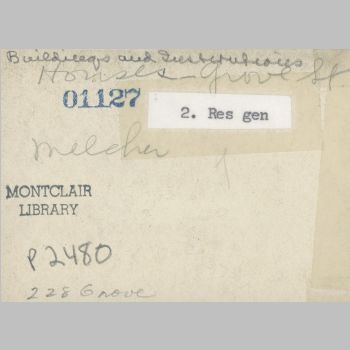 Buildings and Institutions
Houses - Grove St
01127
2. Res gen
Melcher
MONTCLAIR
LIBRARY
P2480
228 Grove